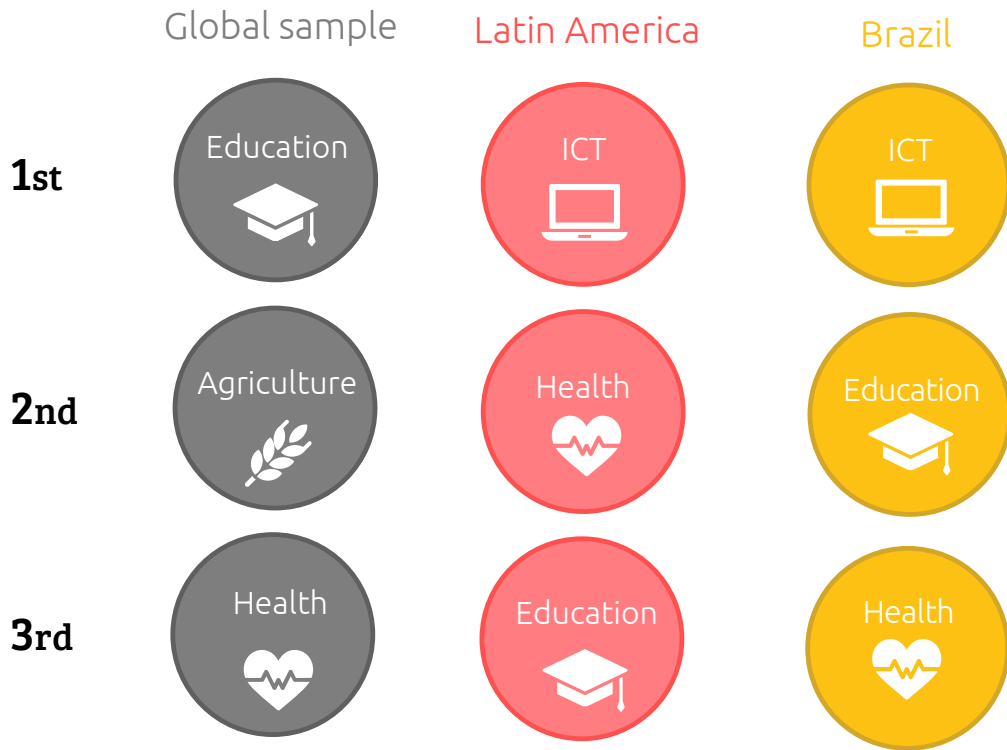 Global sample
Latin America
Brazil
1st
Education
ICT
ICT
2nd
Agriculture
Health
Education
3rd
Health
Education
Health